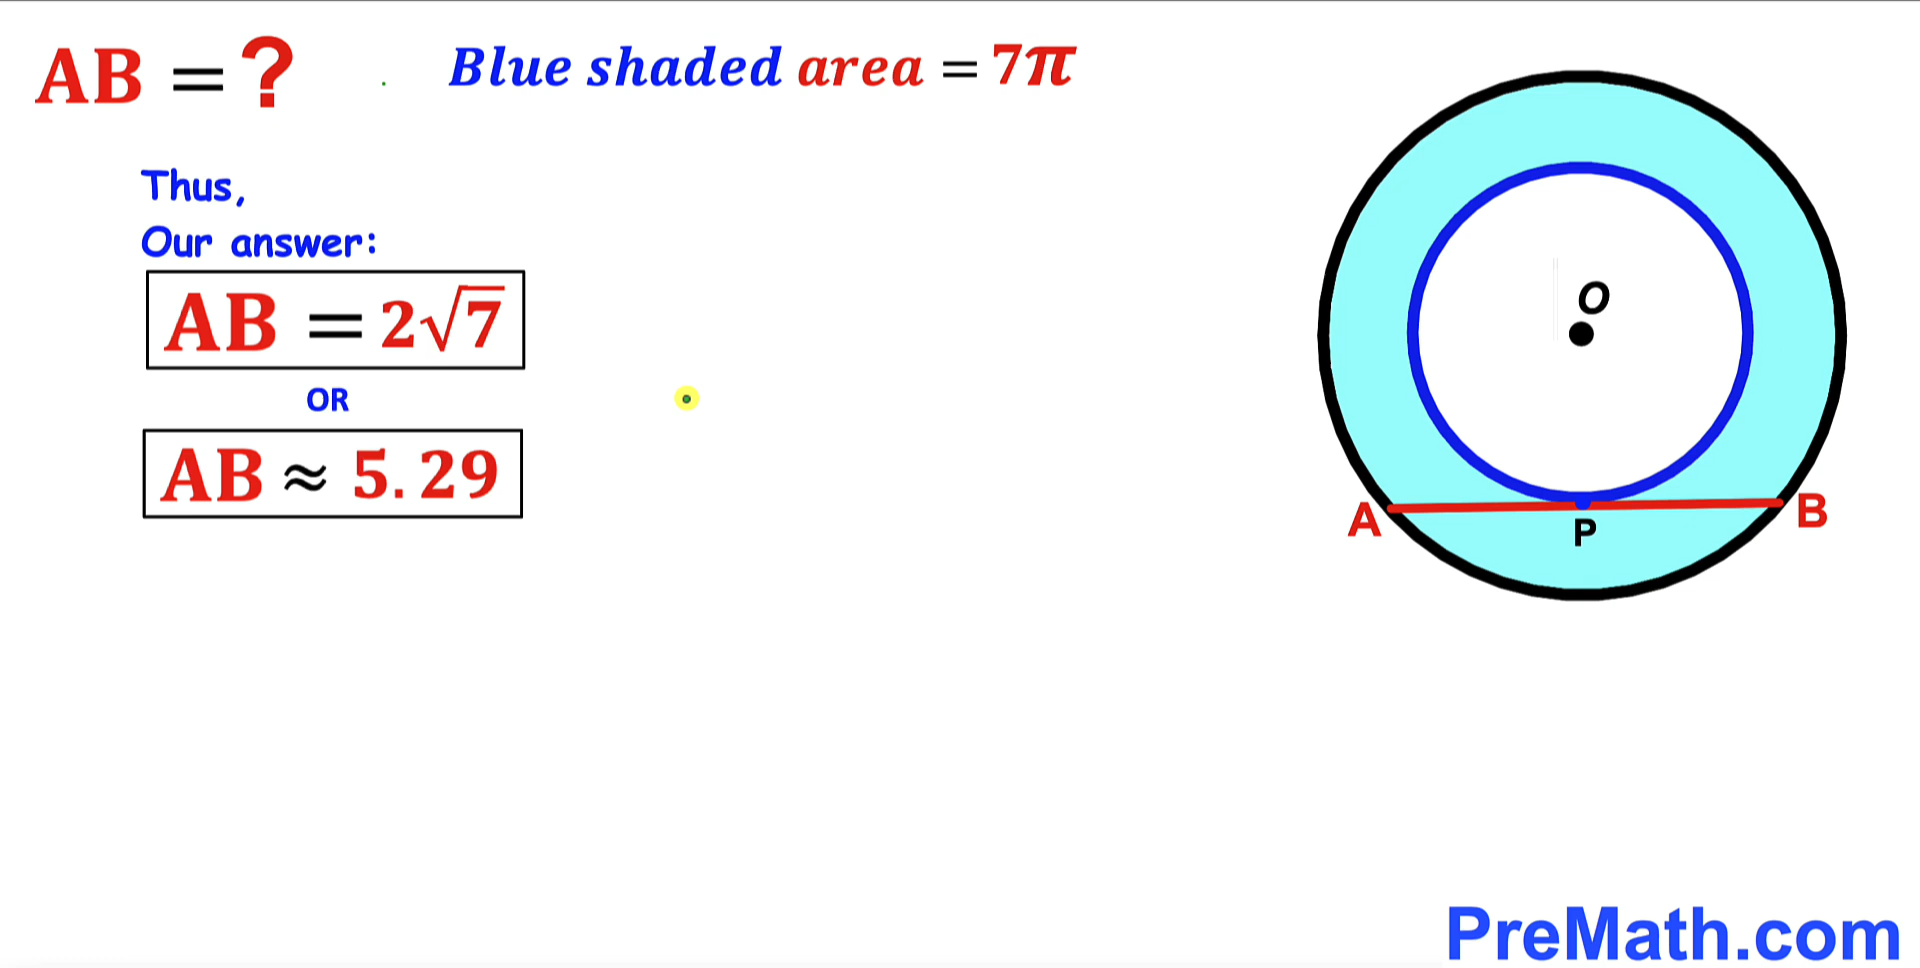 AB = ?
Blue shaded area = 7π
Thus,
Our answer:
AB = 2√7
OR
AB ≈ 5.29
O
A
P
B
PreMath.com